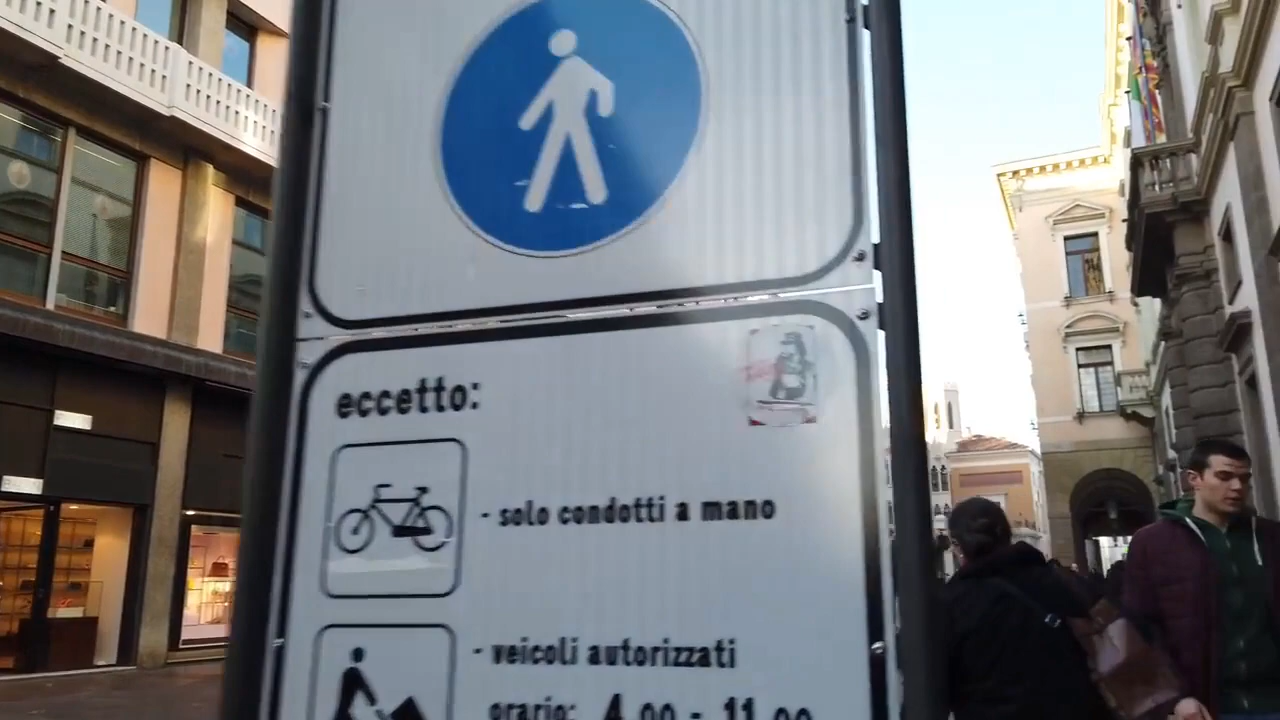 eccetto:
- solo condotti a mano
- veicoli autorizzati
orario: 4.00 - 11.00